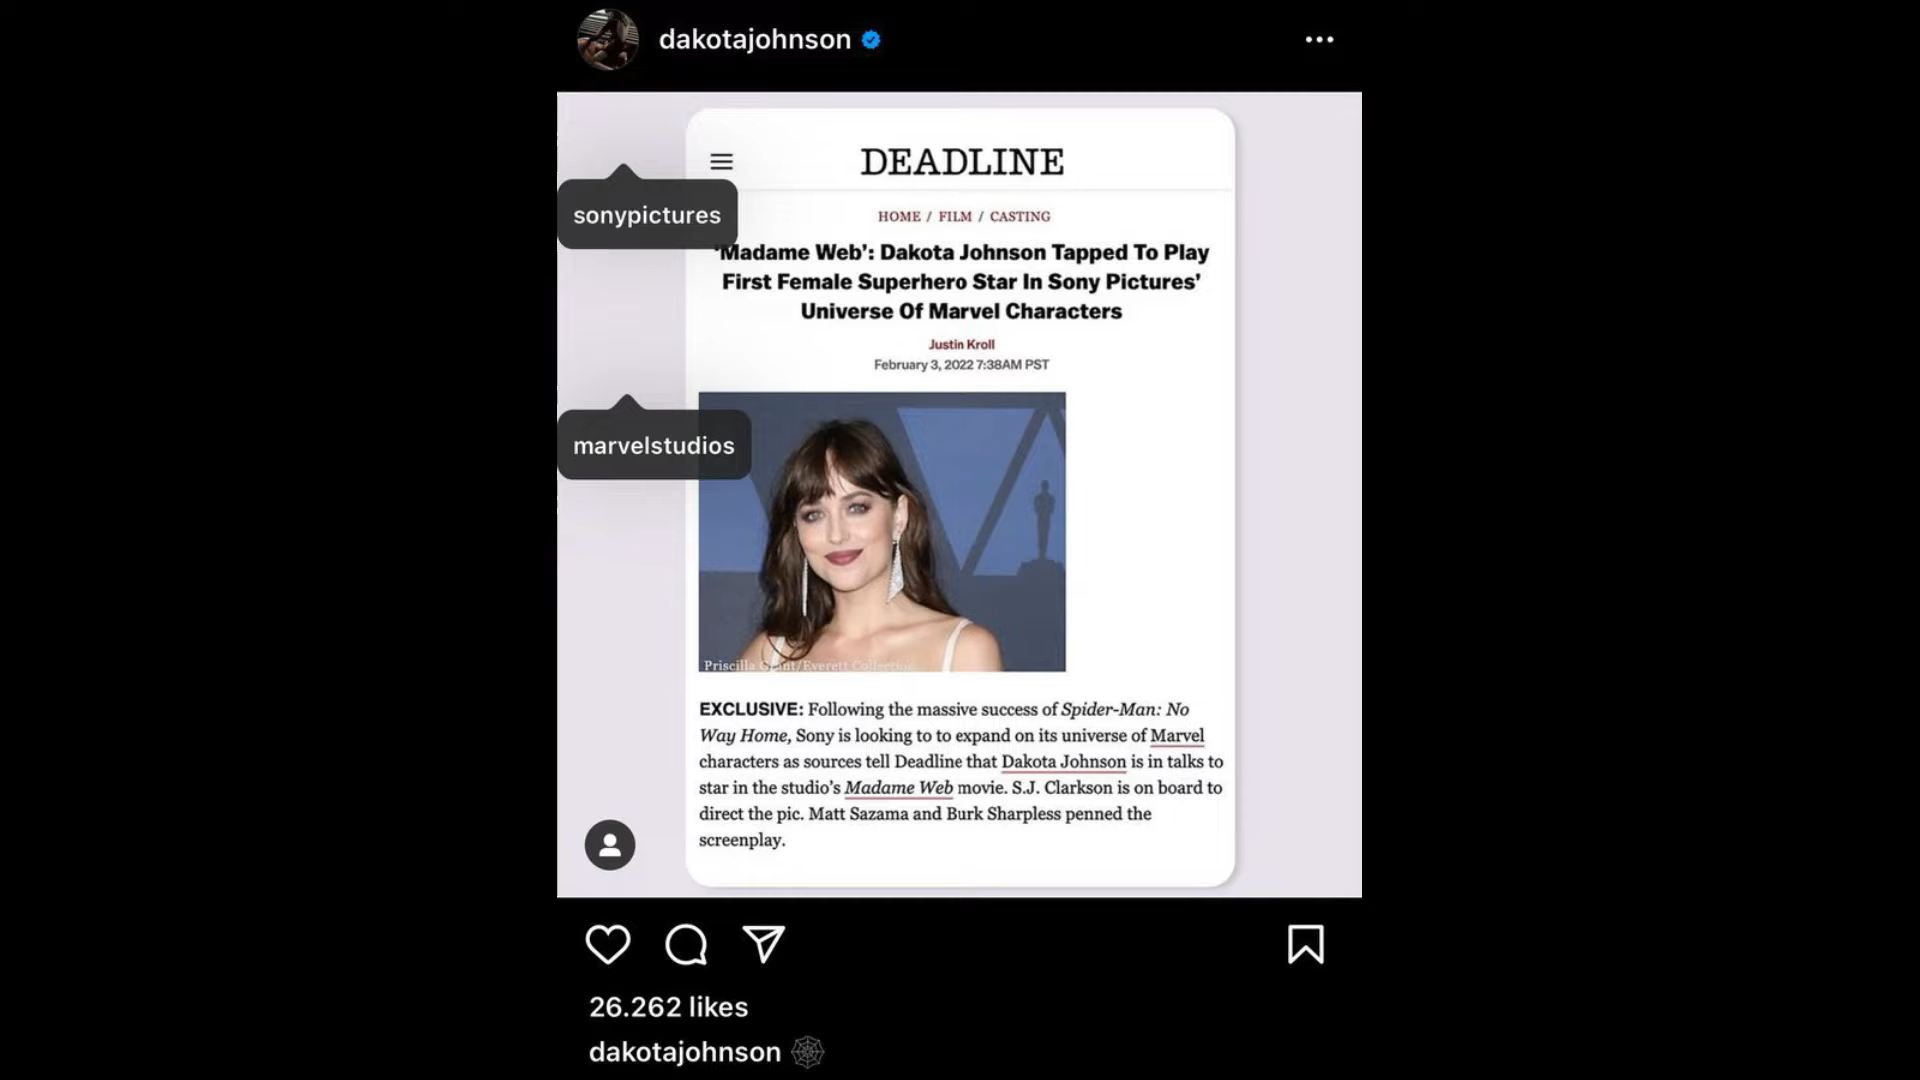 dakotajohnson
DEADLINE
sonypictures
HOME / FILM / CASTING
'Madame Web': Dakota Johnson Tapped To Play
First Female Superhero Star In Sony Pictures'
Universe Of Marvel Characters
Justin Kroll
February 3, 2022 7:38AM PST
marvelstudios
Priscilla Grant/Everett Collection
EXCLUSIVE: Following the massive success of Spider-Man: No
Way Home, Sony is looking to to expand on its universe of Marvel
characters as sources tell Deadline that Dakota Johnson is in talks to
star in the studio's Madame Web movie. S.J. Clarkson is on board to
direct the pic. Matt Sazama and Burk Sharpless penned the
screenplay.
26.262 likes
dakotajohnson 🕸